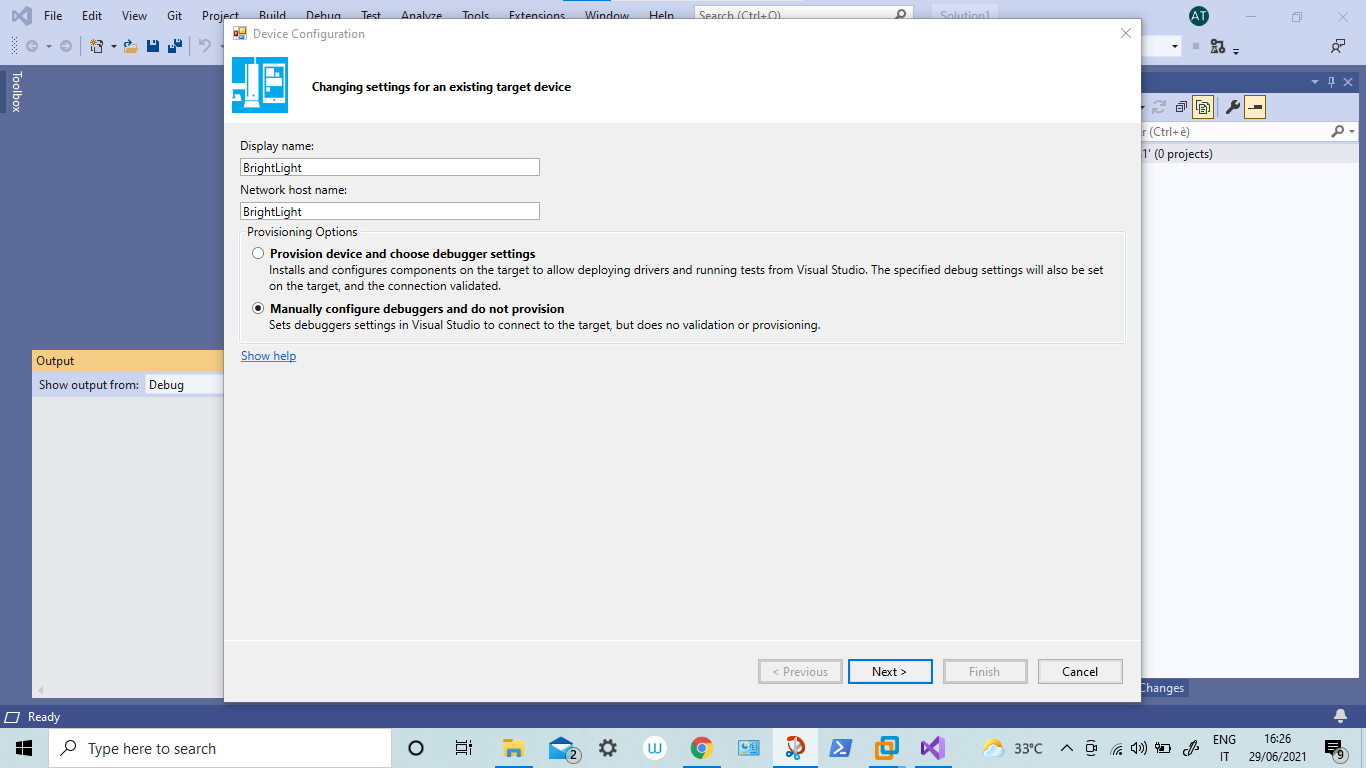 File Edit View Git Project Build Debug Test Analyze Tools Extensions Window Help Search (Ctrl+Q) Solution1 AT
Device Configuration
Toolbox
Changing settings for an existing target device
(Ctrl+è)
Display name:
1' (0 projects)
BrightLight
Network host name:
BrightLight
Provisioning Options
Provision device and choose debugger settings
Installs and configures components on the target to allow deploying drivers and running tests from Visual Studio. The specified debug settings will also be set
on the target, and the connection validated.
Manually configure debuggers and do not provision
Sets debuggers settings in Visual Studio to connect to the target, but does no validation or provisioning.
Show help
Output
Show output from: Debug
< Previous Next > Finish Cancel
Changes
Ready
Type here to search
2
W
33°C
ENG
IT
16:26
29/06/2021
9